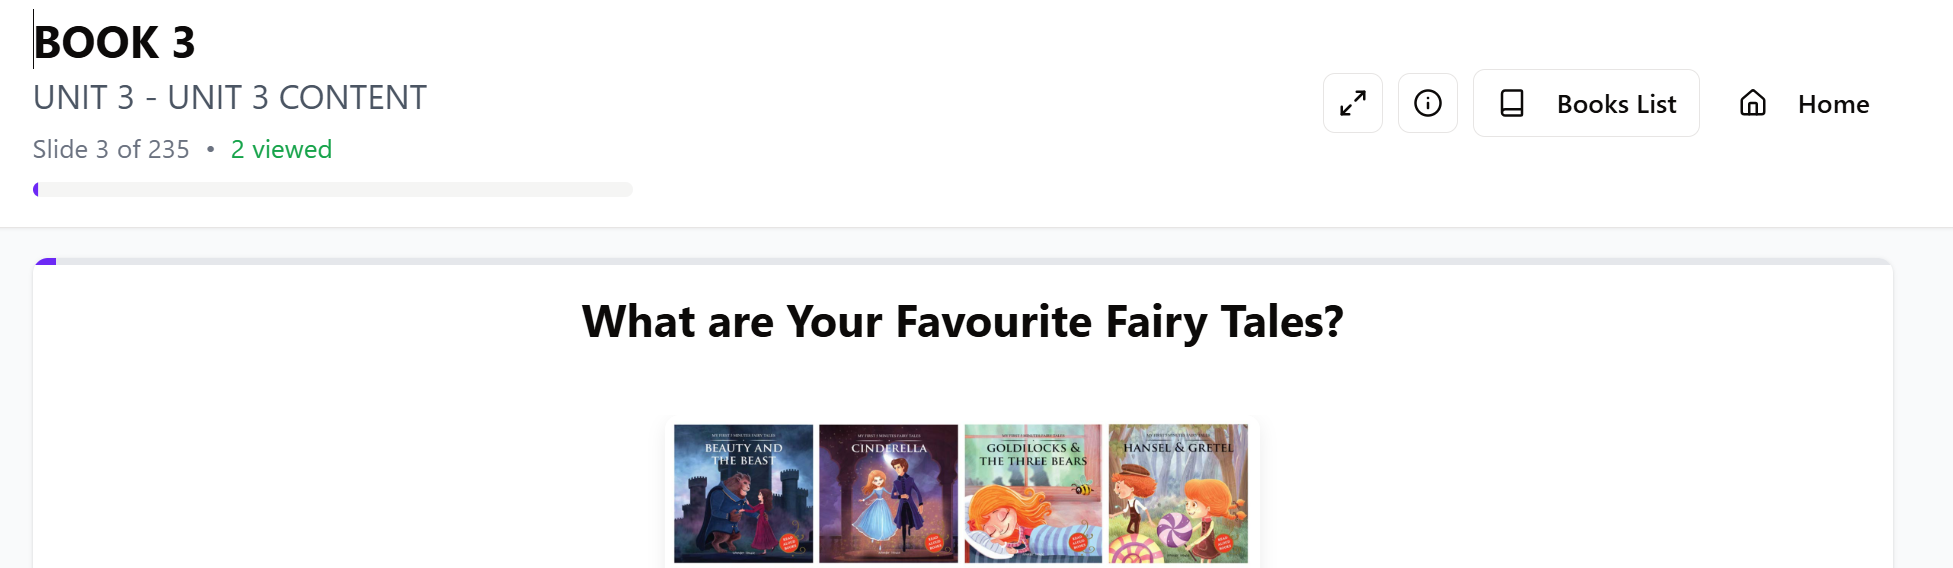 BOOK 3
UNIT 3 - UNIT 3 CONTENT
Slide 3 of 235 • 2 viewed
Books List
Home
What are Your Favourite Fairy Tales?
BEAUTY AND
THE BEAST
CINDERELLA
GOLDILOCKS &
THE THREE BEARS
HANSEL & GRETEL